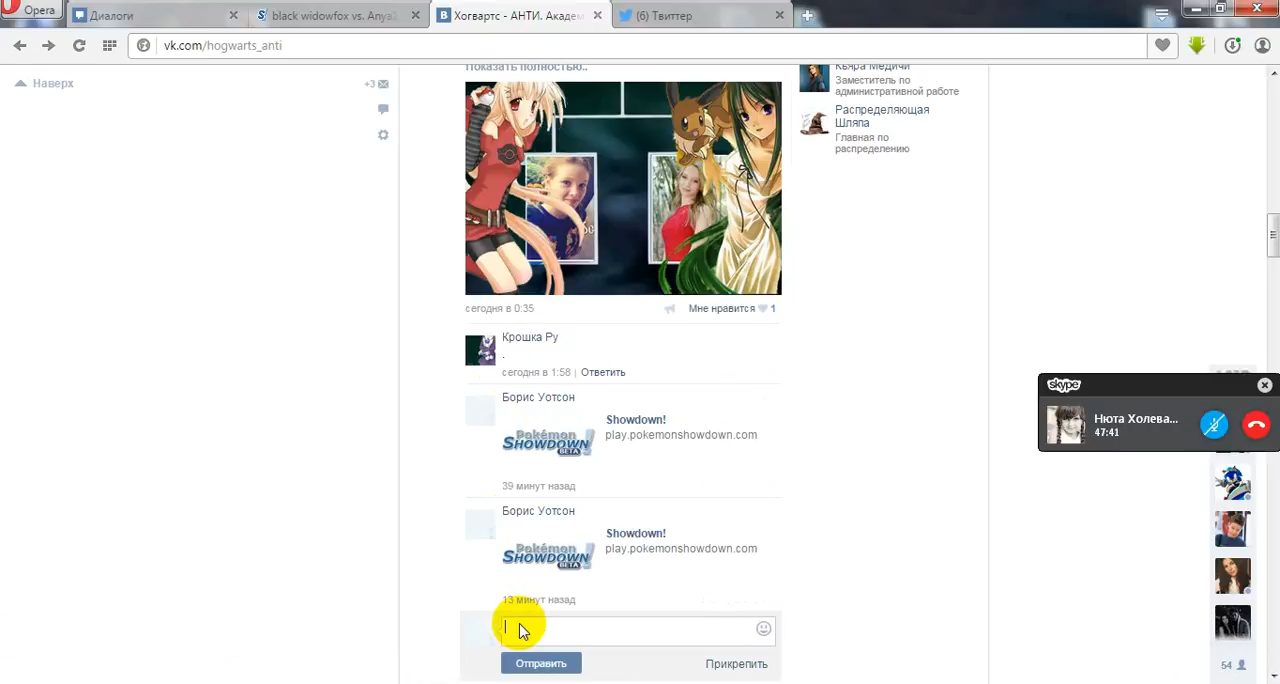 Opera
Диалоги
black widowfox vs. Anya
Хогвартс - АНТИ. Академ
(6) Твиттер
vk.com/hogwarts_anti
Наверх
+3
Показать полностью..
Кьяра Медичи
Заместитель по
административной работе
Распределяющая
Шляпа
Главная по
распределению
сегодня в 0:35
Мне нравится 1
Крошка Ру
.
сегодня в 1:58 | Ответить
Борис Уотсон
Pokémon
SHOWDOWN!
BETA
Showdown!
play.pokemonshowdown.com
39 минут назад
Борис Уотсон
Pokémon
SHOWDOWN!
BETA
Showdown!
play.pokemonshowdown.com
13 минут назад
Отправить
Прикрепить
skype
Нюта Холева...
47:41
54